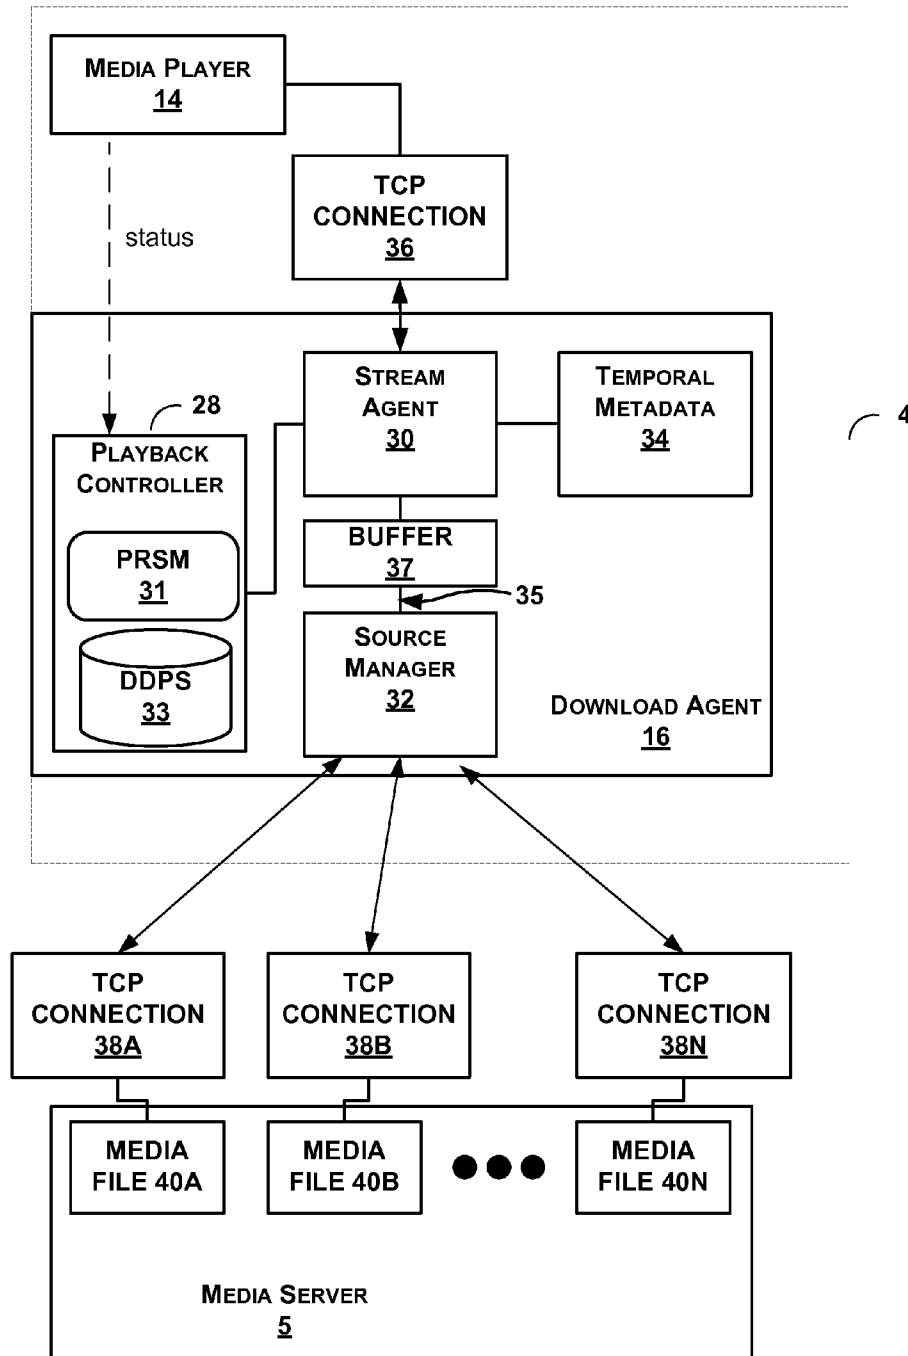 MEDIA PLAYER
14
TCP
CONNECTION
36
status
STREAM
AGENT
30
TEMPORAL
METADATA
34
4
28
PLAYBACK
CONTROLLER
PRSM
31
DDPS
33
BUFFER
37
35
SOURCE
MANAGER
32
DOWNLOAD AGENT
16
TCP
CONNECTION
38A
TCP
CONNECTION
38B
TCP
CONNECTION
38N
MEDIA
FILE 40A
MEDIA
FILE 40B
MEDIA
FILE 40N
MEDIA SERVER
5